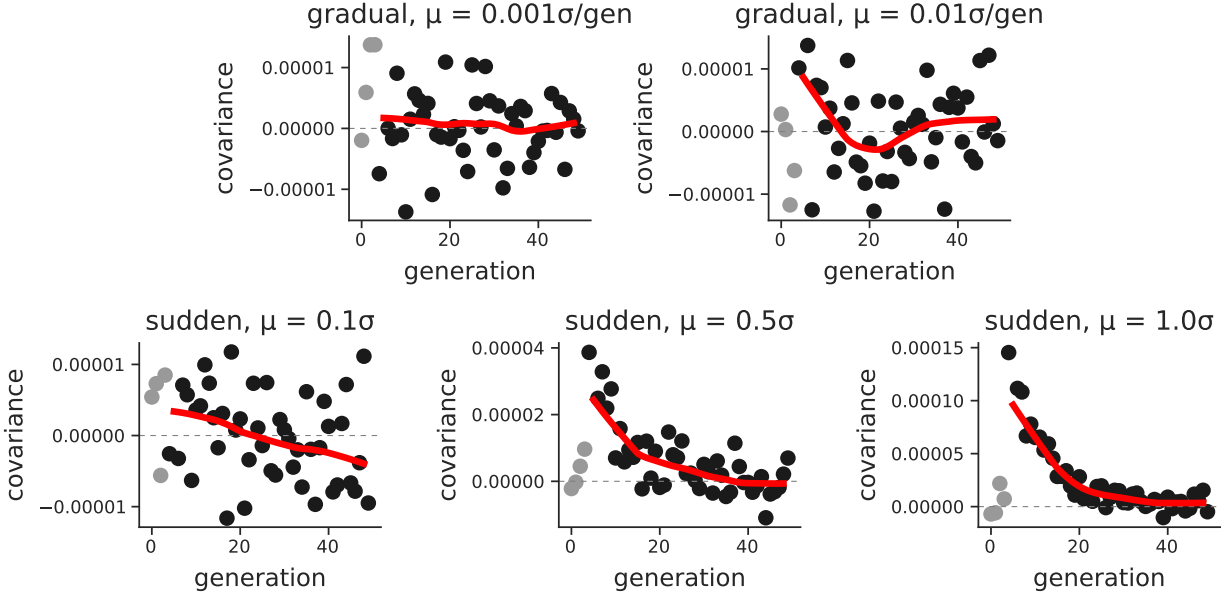 gradual, μ = 0.001σ/gen
covariance
0.00001
0.00000
−0.00001
0
20
40
generation
gradual, μ = 0.01σ/gen
covariance
0.00001
0.00000
−0.00001
0
20
40
generation
sudden, μ = 0.1σ
covariance
0.00001
0.00000
−0.00001
0
20
40
generation
sudden, μ = 0.5σ
covariance
0.00004
0.00002
0.00000
0
20
40
generation
sudden, μ = 1.0σ
covariance
0.00015
0.00010
0.00005
0.00000
0
20
40
generation